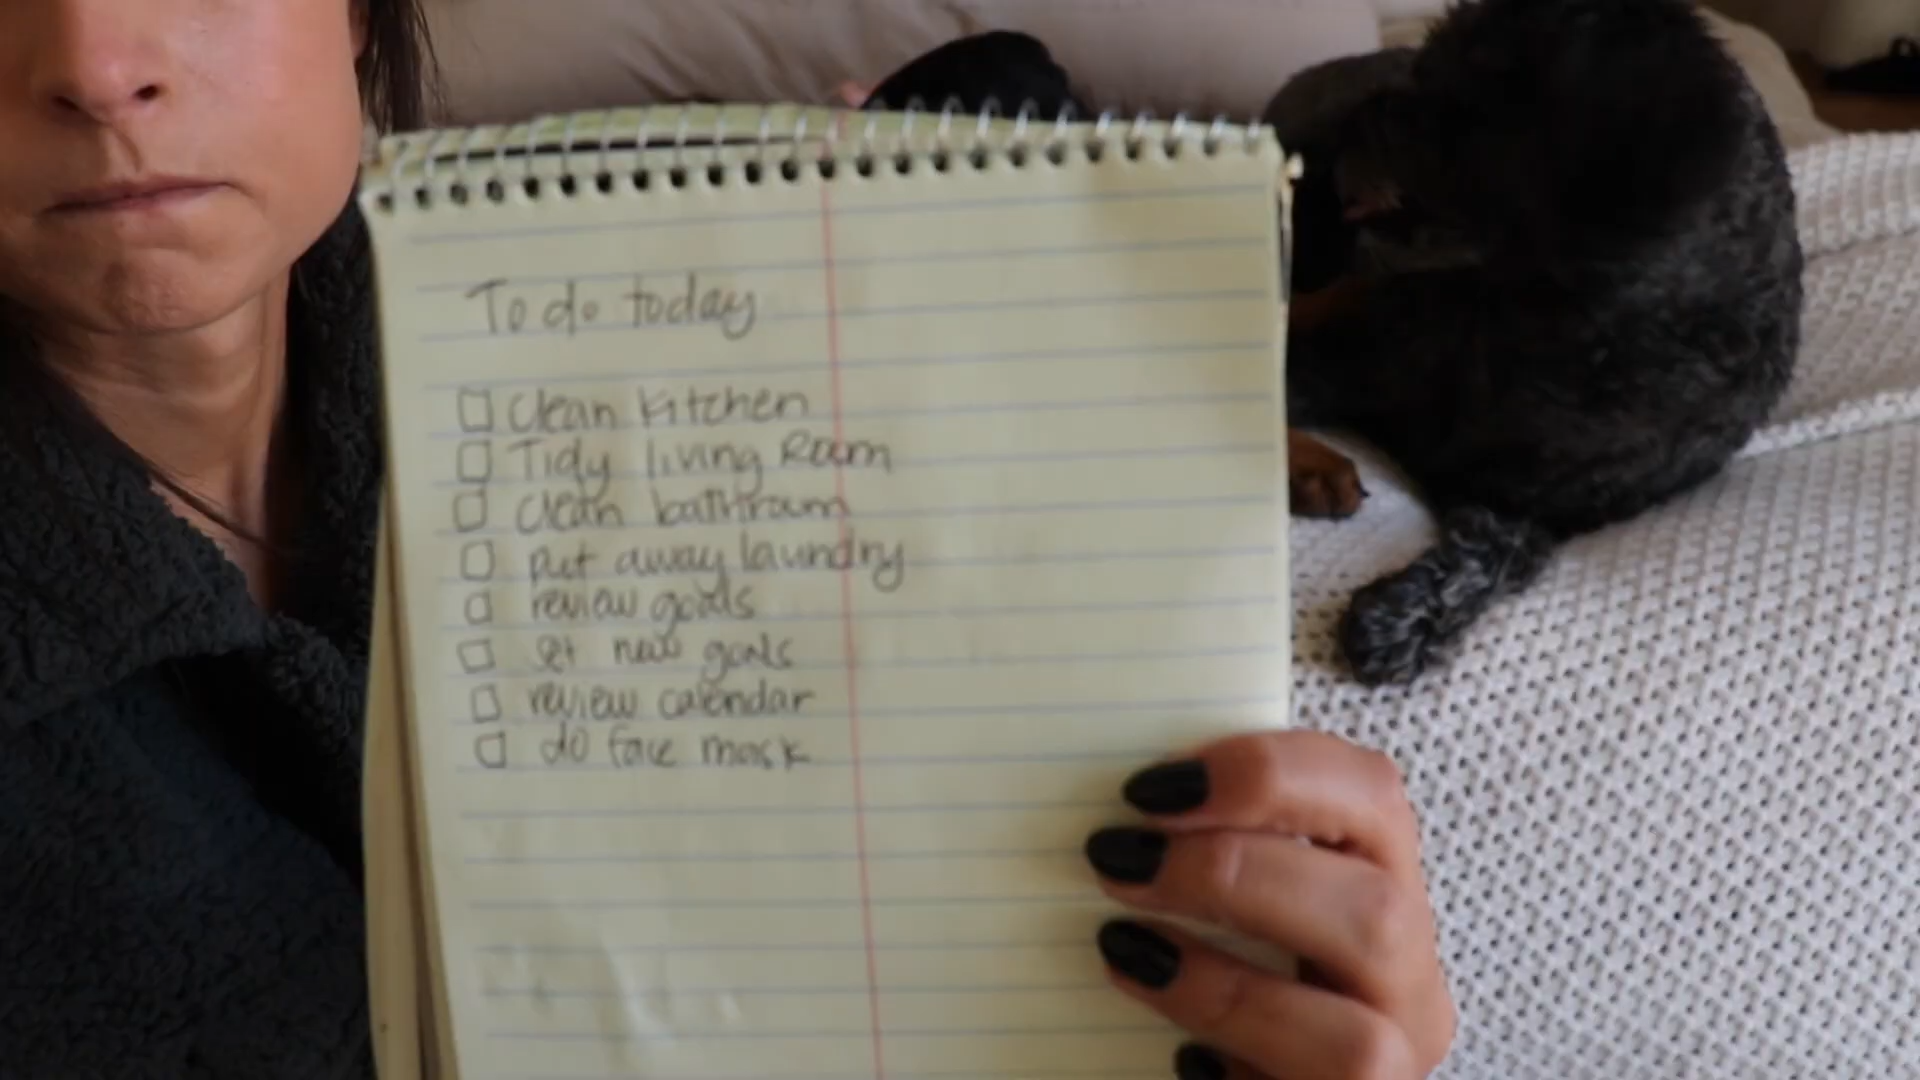 To do today
clean kitchen
Tidy living Room
clean bathroom
put away laundry
review goals
set new goals
review calendar
do face mask